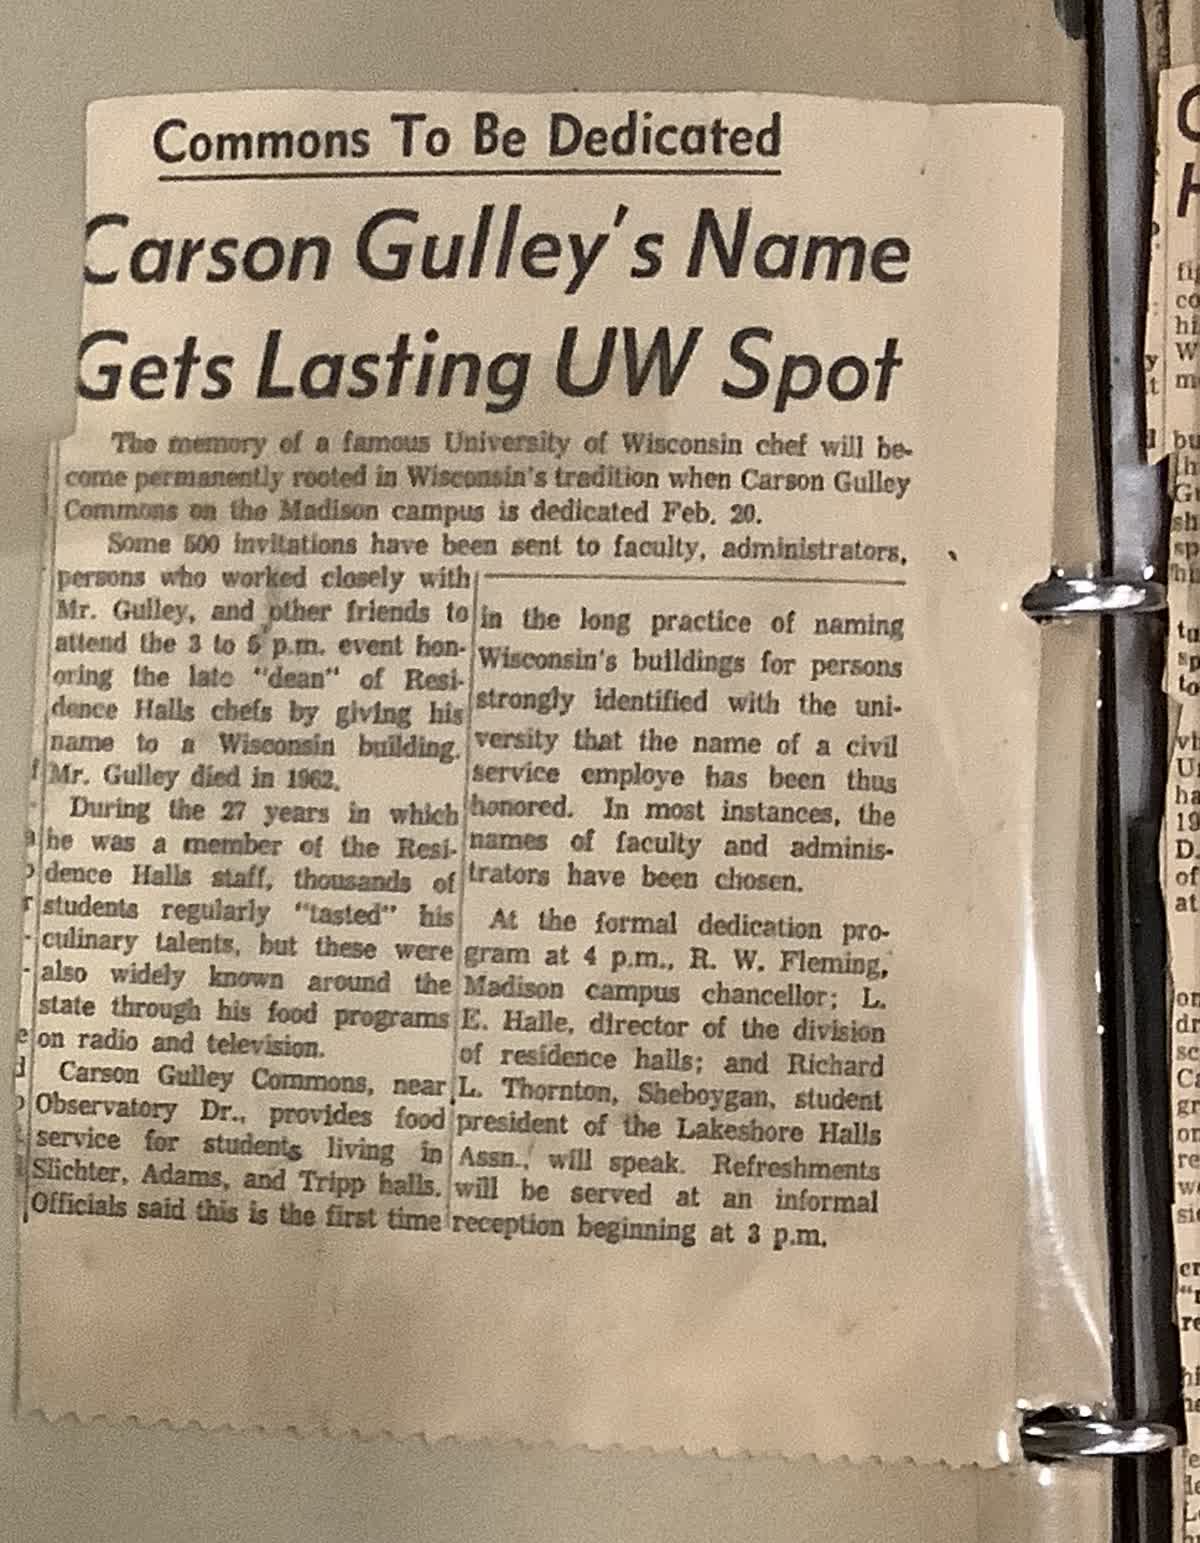 Commons To Be Dedicated
Carson Gulley's Name
Gets Lasting UW Spot
The memory of a famous University of Wisconsin chef will be-
come permanently rooted in Wisconsin's tradition when Carson Gulley
Commons on the Madison campus is dedicated Feb. 20.
Some 500 invitations have been sent to faculty, administrators,
persons who worked closely with
Mr. Gulley, and other friends to
attend the 3 to 5 p.m. event hon-
oring the late "dean" of Resi-
dence Halls chefs by giving his
name to a Wisconsin building.
Mr. Gulley died in 1962.
During the 27 years in which
he was a member of the Resi-
dence Halls staff, thousands of
students regularly "tasted" his
culinary talents, but these were
also widely known around the
state through his food programs
on radio and television.
Carson Gulley Commons, near
Observatory Dr., provides food
service for students living in
Slichter, Adams, and Tripp halls.
Officials said this is the first time
in the long practice of naming
Wisconsin's buildings for persons
strongly identified with the uni-
versity that the name of a civil
service employe has been thus
honored. In most instances, the
names of faculty and adminis-
trators have been chosen.
At the formal dedication pro-
gram at 4 p.m., R. W. Fleming,
Madison campus chancellor; L.
E. Halle, director of the division
of residence halls; and Richard
L. Thornton, Sheboygan, student
president of the Lakeshore Halls
Assn., will speak. Refreshments
will be served at an informal
reception beginning at 3 p.m.